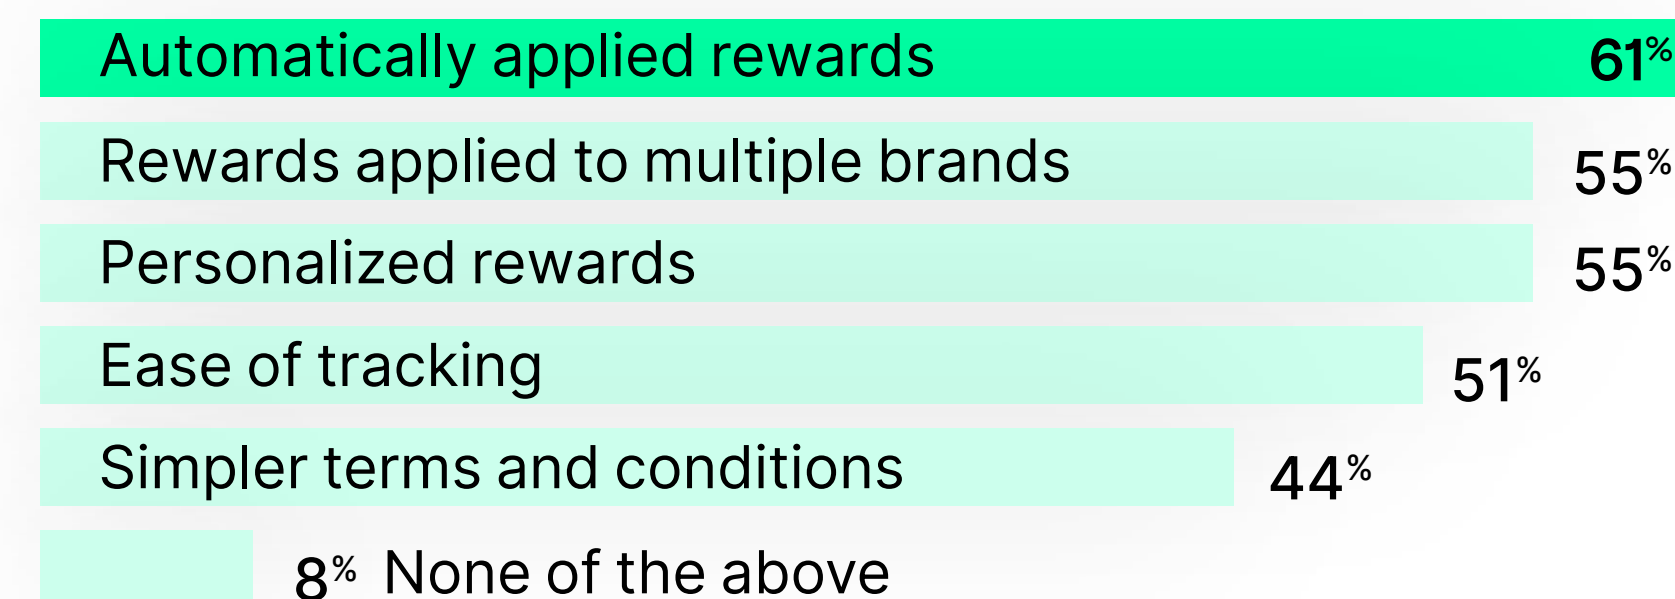 Automatically applied rewards 61%
Rewards applied to multiple brands 55%
Personalized rewards 55%
Ease of tracking 51%
Simpler terms and conditions 44%
8% None of the above